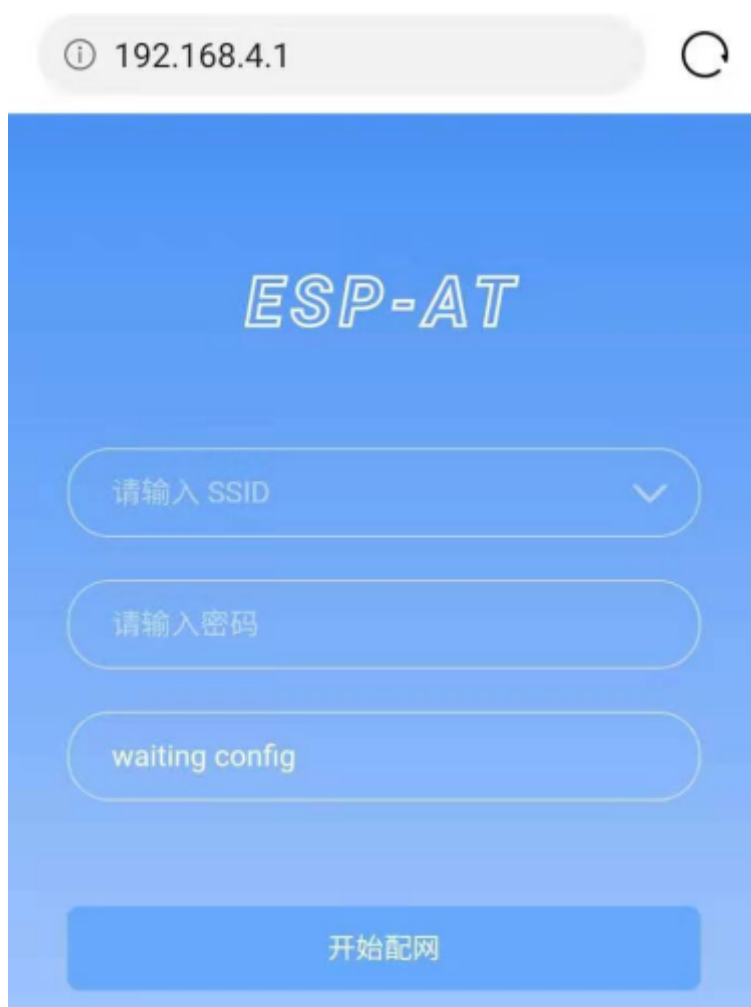 192.168.4.1
ESP-AT
请输入 SSID
请输入密码
waiting config
开始配网